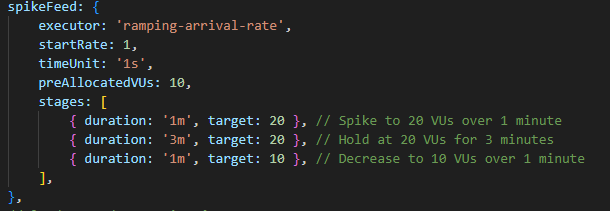 spikeFeed: {
executor: 'ramping-arrival-rate',
startRate: 1,
timeUnit: '1s',
preAllocatedVUs: 10,
stages: [
{ duration: '1m', target: 20 }, // Spike to 20 VUs over 1 minute
{ duration: '3m', target: 20 }, // Hold at 20 VUs for 3 minutes
{ duration: '1m', target: 10 }, // Decrease to 10 VUs over 1 minute
],
},